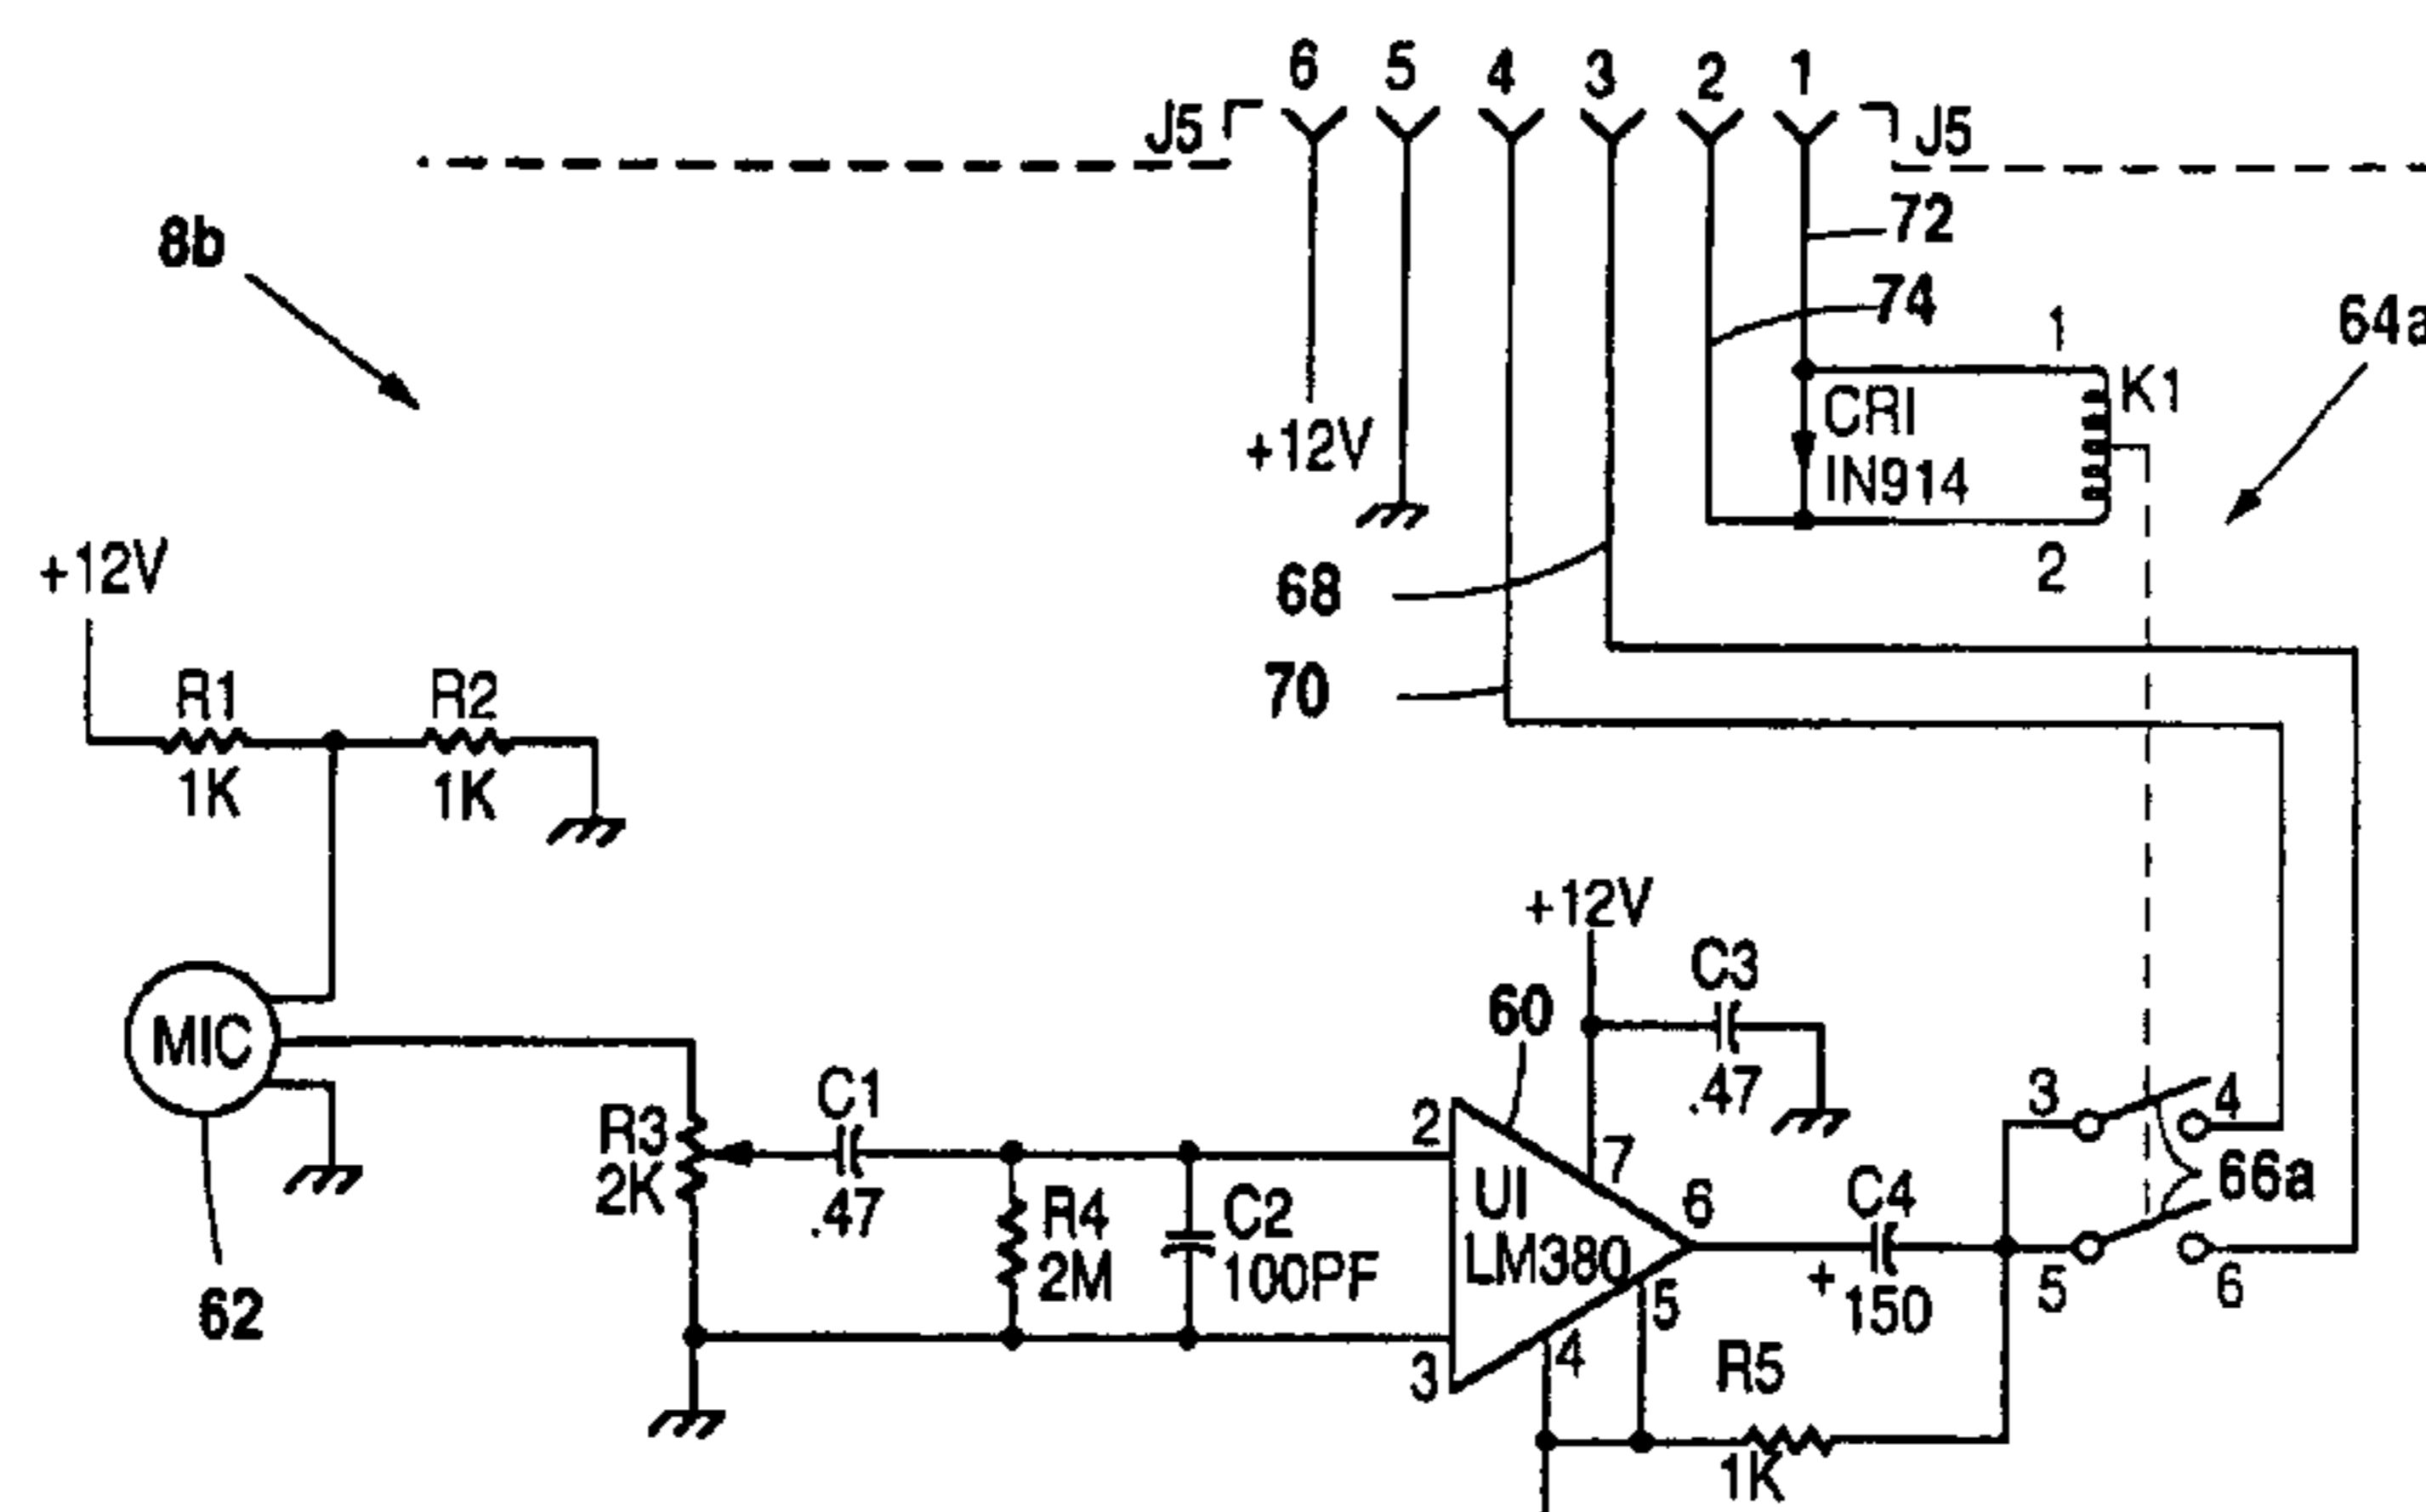 6 5 4 3 2 1
J5 J5
72
8b
74
1
64a
K1
CRI
+12V
IN914
+12V
2
68
R1 R2
70
1K 1K
+12V
C3
60
MIC
C1
3 4
.47
R3
2
2K
7
UI
66a
.47
R4
C2
6
C4
2M
100PF
LM380
+
150
5 6
5
62
3
4
R5
1K